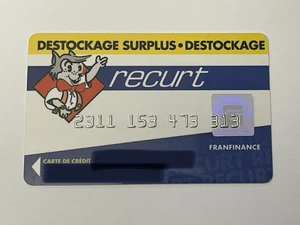 DESTOCKAGE SURPLUS • DESTOCKAGE
recurt
2311 153 473 313
FRANFINANCE
CARTE DE CRÉDIT